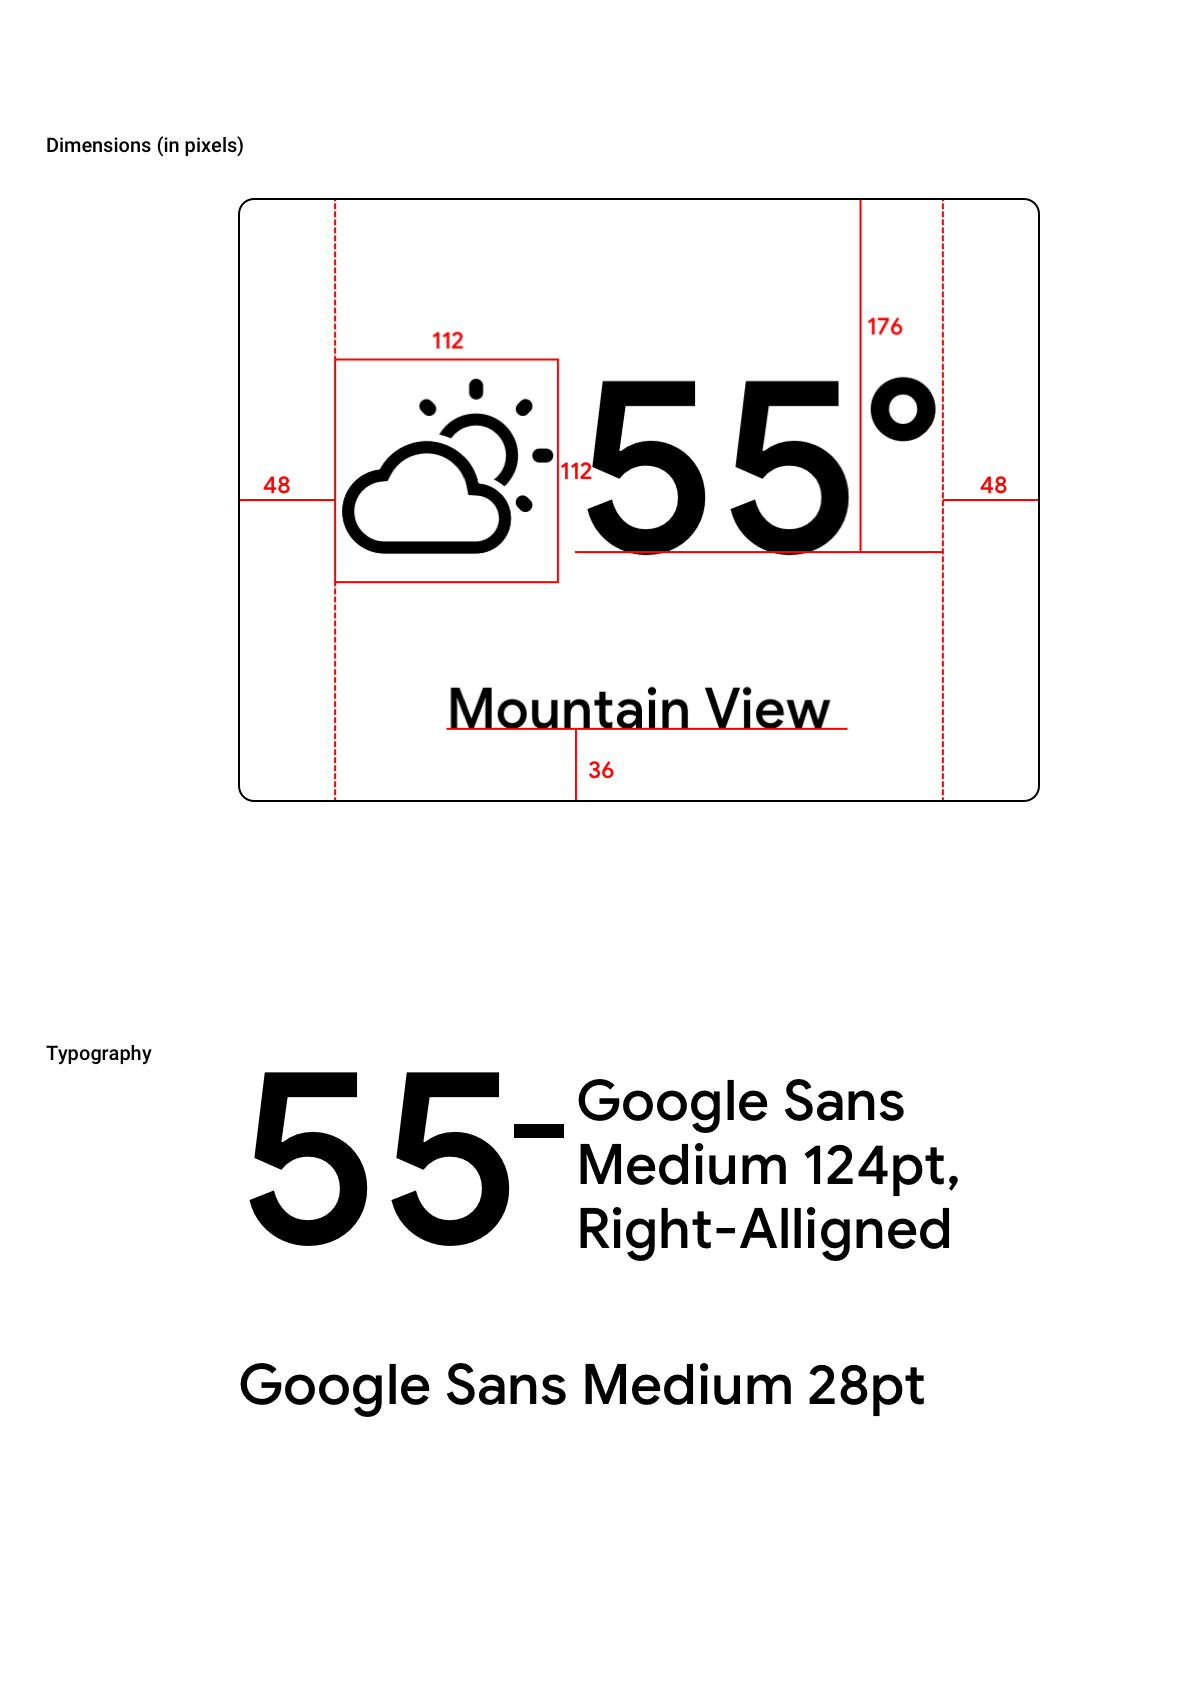 Dimensions (in pixels)
176
112
55°
112
48
48
Mountain View
36
Typography
55-
Google Sans
Medium 124pt,
Right-Alligned
Google Sans Medium 28pt